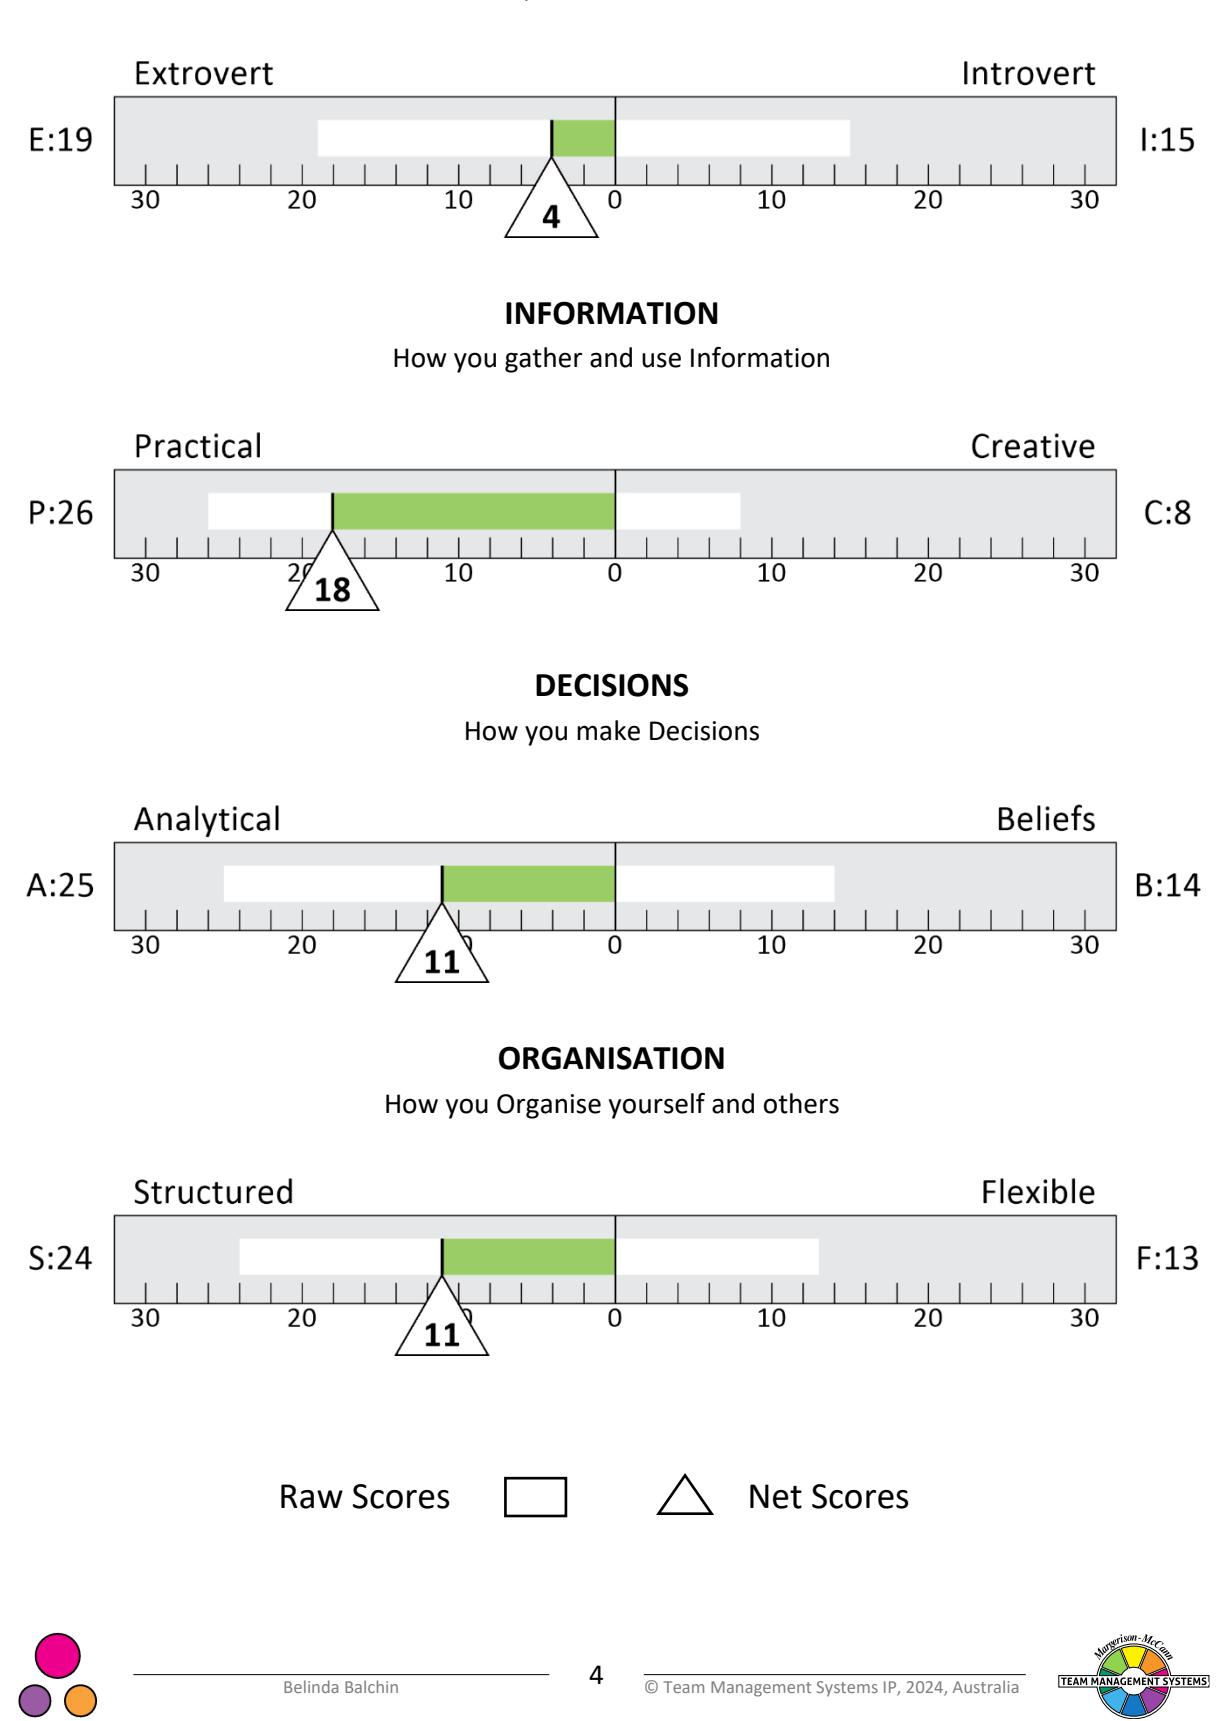 Extrovert Introvert
E:19 I:15
30 20 10 0 10 20 30
4
INFORMATION
How you gather and use Information
Practical Creative
P:26 C:8
30 10 0 10 20 30
18
DECISIONS
How you make Decisions
Analytical Beliefs
A:25 B:14
30 20 0 10 20 30
11
ORGANISATION
How you Organise yourself and others
Structured Flexible
S:24 F:13
30 20 0 10 20 30
11
Raw Scores Net Scores
Margerison-McCann
TEAM MANAGEMENT SYSTEMS
4
Belinda Balchin © Team Management Systems IP, 2024, Australia